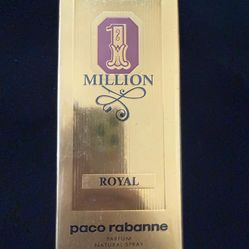 1
MILLION
ROYAL
paco rabanne
PARFUM
NATURAL SPRAY